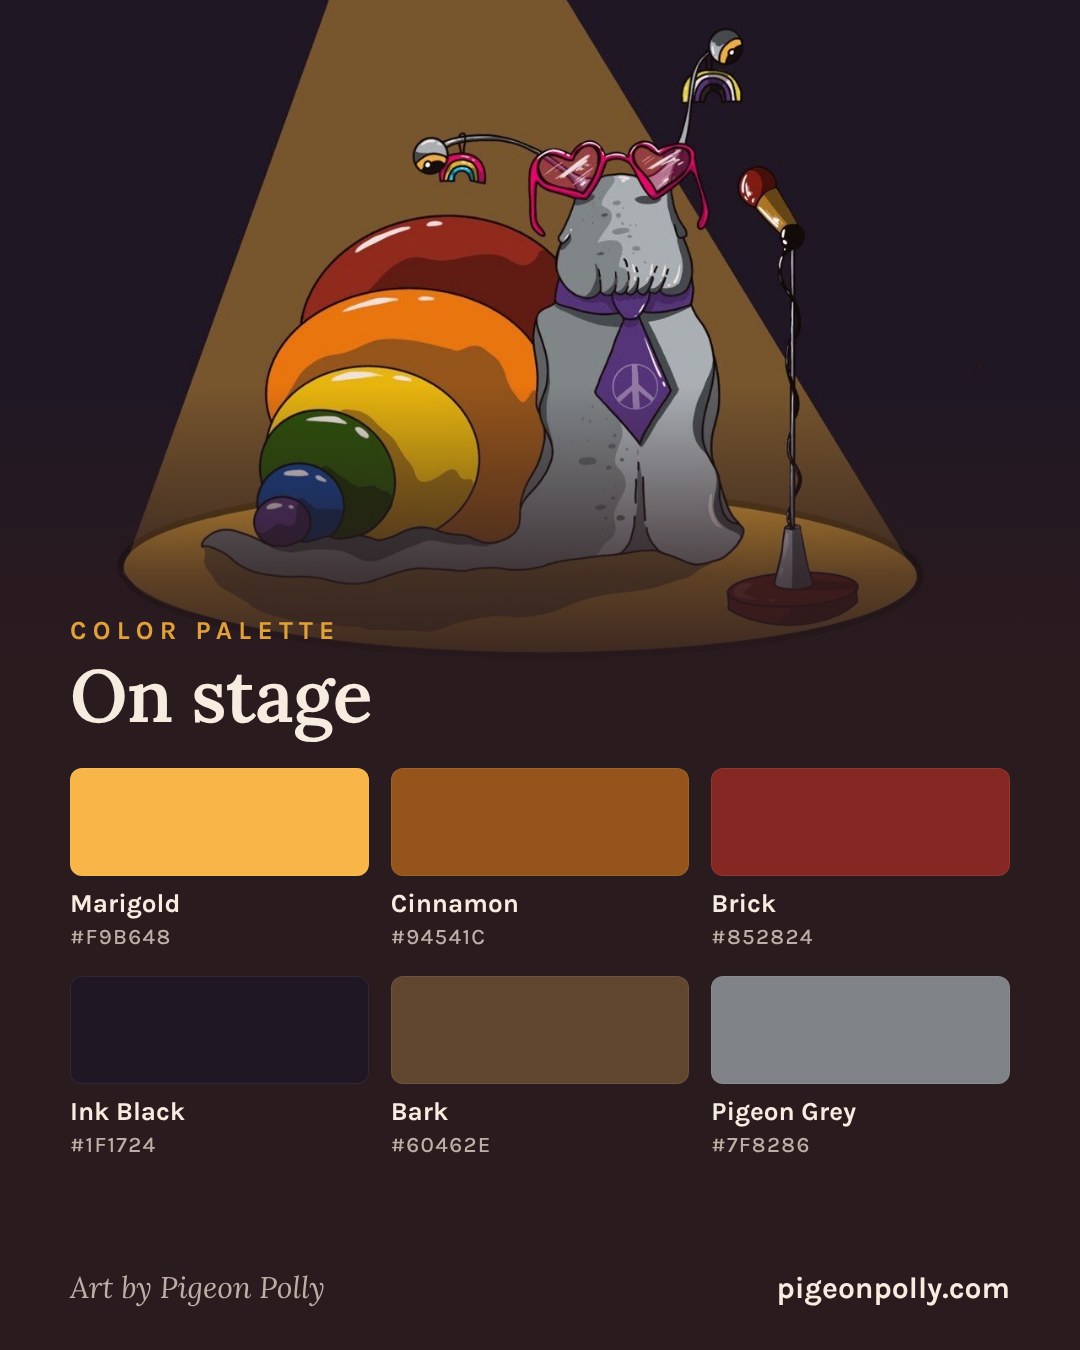 COLOR PALETTE
On stage
Marigold
#F9B648
Cinnamon
#94541C
Brick
#852824
Ink Black
#1F1724
Bark
#60462E
Pigeon Grey
#7F8286
Art by Pigeon Polly
pigeonpolly.com